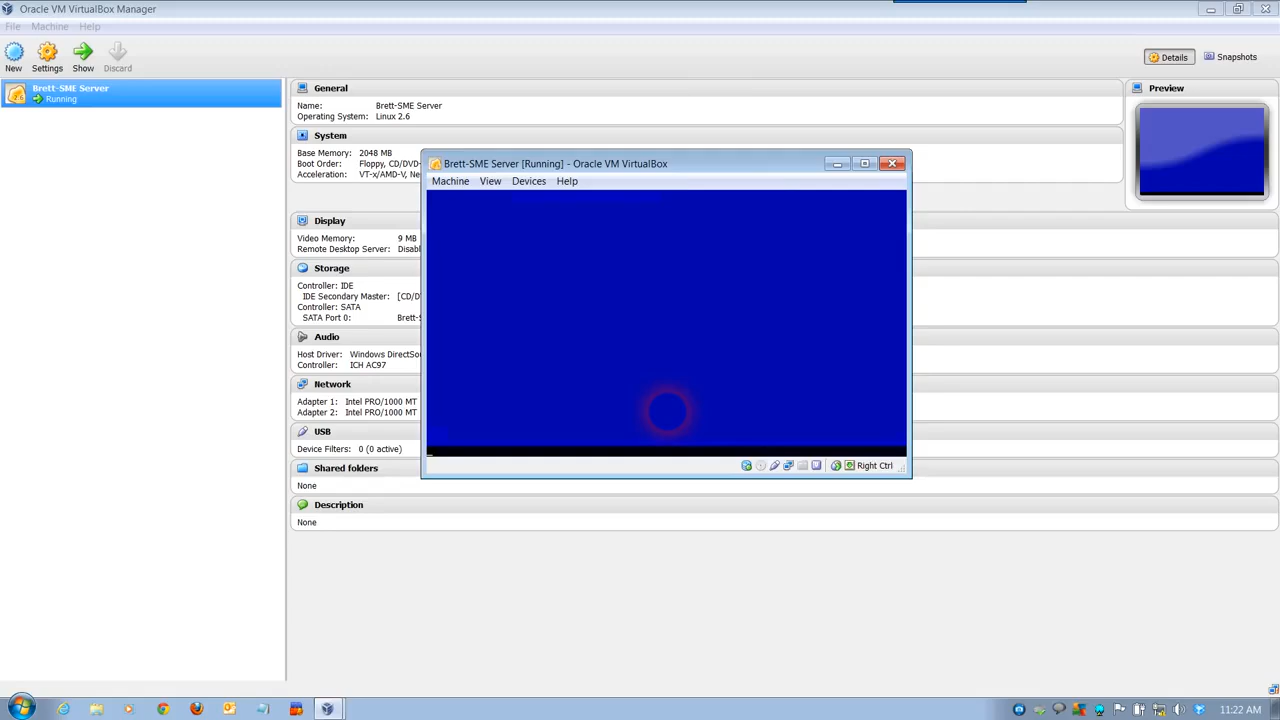 Oracle VM VirtualBox Manager
File Machine Help
New Settings Show Discard
Details Snapshots
Brett-SME Server
Running
General
Name: Brett-SME Server
Operating System: Linux 2.6
System
Base Memory: 2048 MB
Boot Order: Floppy, CD/DVD-
Acceleration: VT-x/AMD-V, Ne
Preview
Brett-SME Server [Running] - Oracle VM VirtualBox
Machine View Devices Help
Display
Video Memory: 9 MB
Remote Desktop Server: Disab
Storage
Controller: IDE
IDE Secondary Master: [CD/D
Controller: SATA
SATA Port 0: Brett-S
Audio
Host Driver: Windows DirectSou
Controller: ICH AC97
Network
Adapter 1: Intel PRO/1000 MT
Adapter 2: Intel PRO/1000 MT
USB
Device Filters: 0 (0 active)
Right Ctrl
Shared folders
None
Description
None
11:22 AM